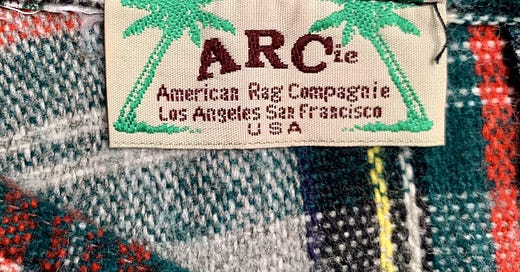 ARCie
American Rag Compagnie
Los Angeles San Francisco
USA